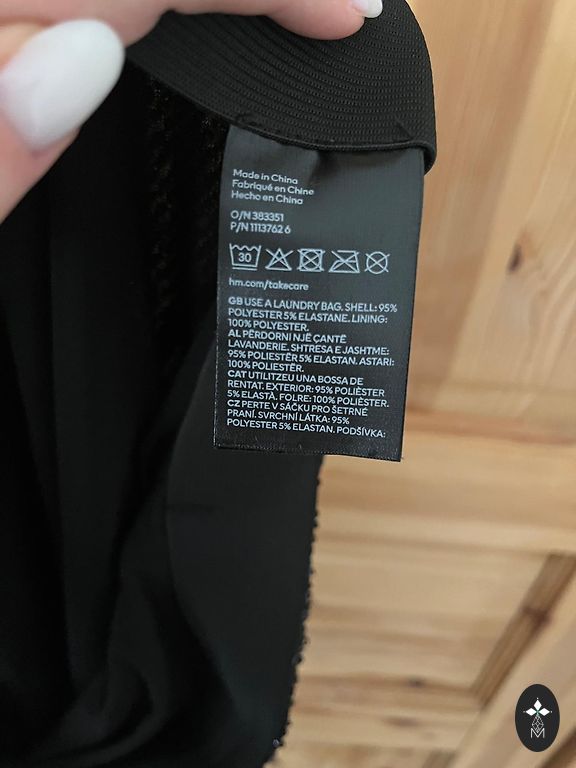 Made in China
Fabriqué en Chine
Hecho en China
O/N 383351
P/N 1113762 6
30
hm.com/takecare
GB USE A LAUNDRY BAG. SHELL: 95%
POLYESTER 5% ELASTANE. LINING:
100% POLYESTER.
AL PËRDORNI NJË ÇANTË
LAVANDERIE. SHTRESA E JASHTME:
95% POLIESTËR 5% ELASTAN. ASTARI:
100% POLIESTËR.
CAT UTILITZEU UNA BOSSA DE
RENTAT. EXTERIOR: 95% POLIÈSTER
5% ELASTÀ. FOLRE: 100% POLIÈSTER.
CZ PERTE V SÁČKU PRO ŠETRNÉ
PRANÍ. SVRCHNÍ LÁTKA: 95%
POLYESTER 5% ELASTAN. PODŠÍVKA: